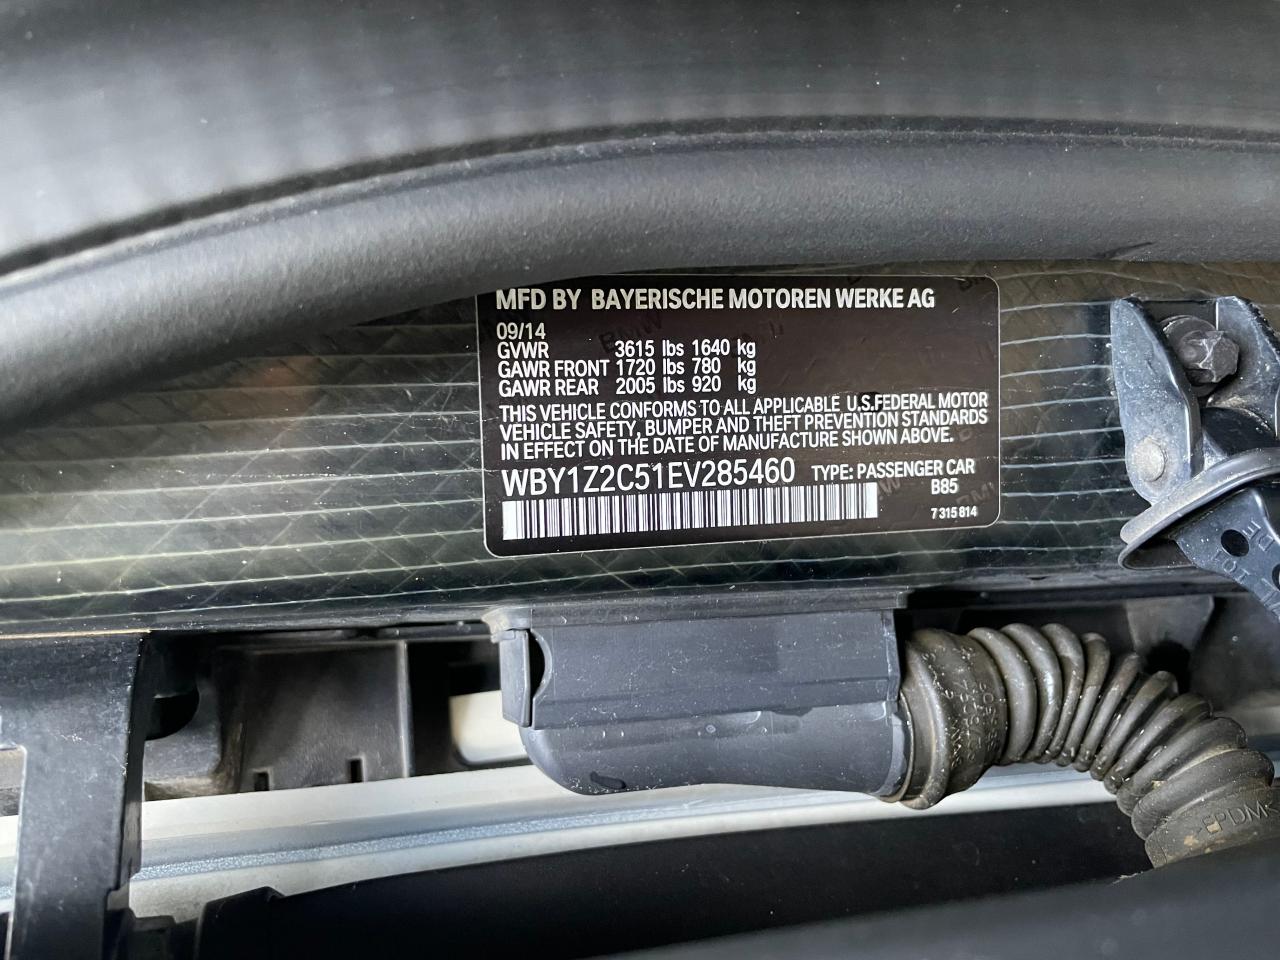 MFD BY BAYERISCHE MOTOREN WERKE AG
09/14
GVWR 3615 lbs 1640 kg
GAWR FRONT 1720 lbs 780 kg
GAWR REAR 2005 lbs 920 kg
THIS VEHICLE CONFORMS TO ALL APPLICABLE U.S.FEDERAL MOTOR
VEHICLE SAFETY, BUMPER AND THEFT PREVENTION STANDARDS
IN EFFECT ON THE DATE OF MANUFACTURE SHOWN ABOVE.
WBY1Z2C51EV285460 TYPE: PASSENGER CAR
B85
7 315 814
>EPDM<